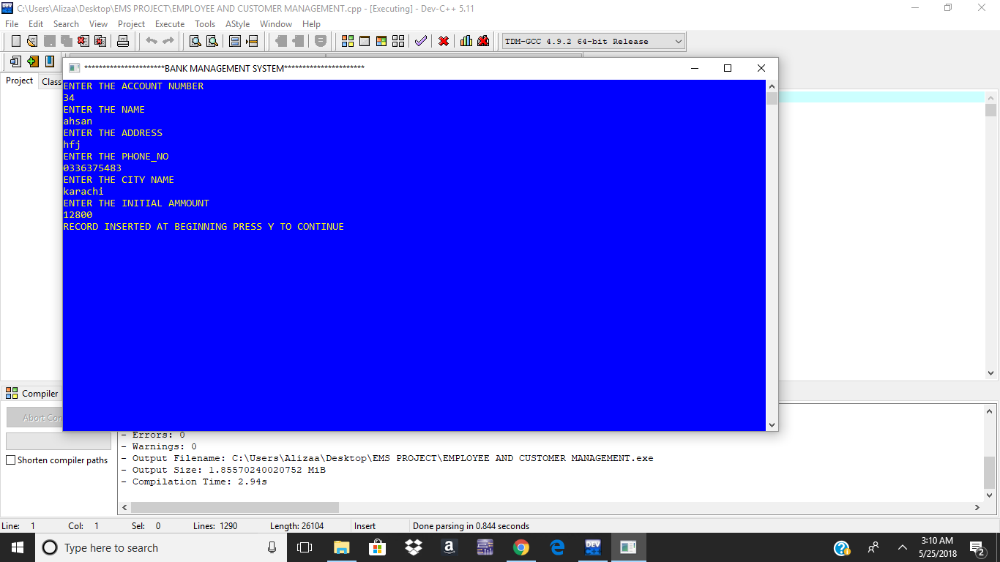 C:\Users\Alizaa\Desktop\EMS PROJECT\EMPLOYEE AND CUSTOMER MANAGEMENT.cpp - [Executing] - Dev-C++ 5.11
File Edit Search View Project Execute Tools AStyle Window Help
TDM-GCC 4.9.2 64-bit Release
Project Class
**********************BANK MANAGEMENT SYSTEM**********************
ENTER THE ACCOUNT NUMBER
34
ENTER THE NAME
ahsan
ENTER THE ADDRESS
hfj
ENTER THE PHONE_NO
0336375483
ENTER THE CITY NAME
karachi
ENTER THE INITIAL AMMOUNT
12800
RECORD INSERTED AT BEGINNING PRESS Y TO CONTINUE
Compiler
Abort Con
Shorten compiler paths
- Errors: 0
- Warnings: 0
- Output Filename: C:\Users\Alizaa\Desktop\EMS PROJECT\EMPLOYEE AND CUSTOMER MANAGEMENT.exe
- Output Size: 1.85570240020752 MiB
- Compilation Time: 2.94s
Line: 1 Col: 1 Sel: 0 Lines: 1290 Length: 26104 Insert Done parsing in 0.844 seconds
Type here to search
DEV
3:10 AM
5/25/2018
2